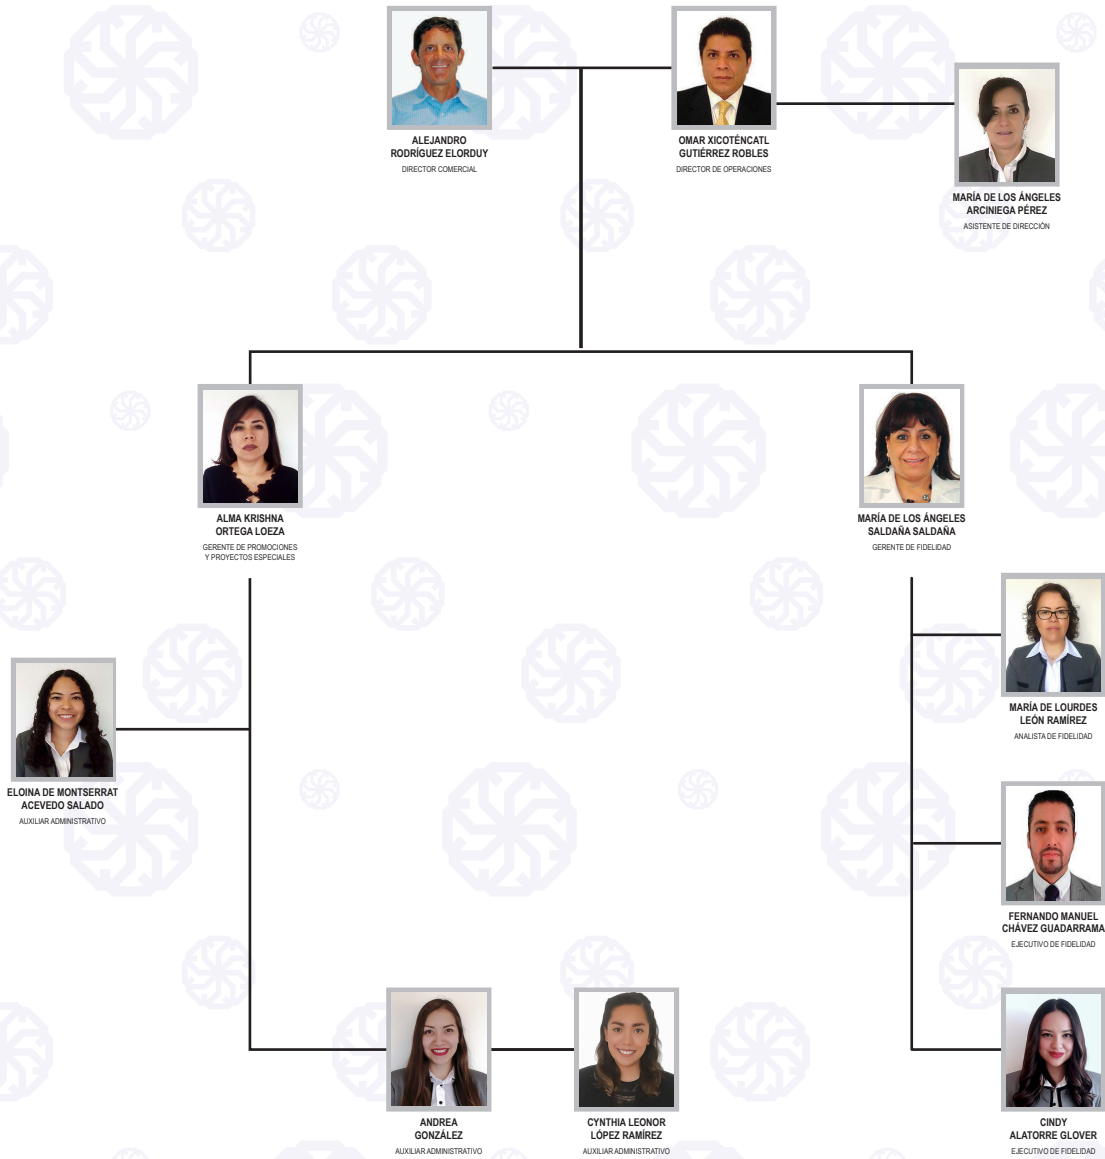 ALEJANDRO
RODRÍGUEZ ELORDUY
DIRECTOR COMERCIAL
OMAR XICOTÉNCATL
GUTIÉRREZ ROBLES
DIRECTOR DE OPERACIONES
MARÍA DE LOS ÁNGELES
ARCINIEGA PÉREZ
ASISTENTE DE DIRECCIÓN
ALMA KRISHNA
ORTEGA LOEZA
GERENTE DE PROMOCIONES
Y PROYECTOS ESPECIALES
MARÍA DE LOS ÁNGELES
SALDAÑA SALDAÑA
GERENTE DE FIDELIDAD
MARÍA DE LOURDES
LEÓN RAMÍREZ
ANALISTA DE FIDELIDAD
ELOINA DE MONTSERRAT
ACEVEDO SALADO
AUXILIAR ADMINISTRATIVO
FERNANDO MANUEL
CHÁVEZ GUADARRAMA
EJECUTIVO DE FIDELIDAD
ANDREA
GONZÁLEZ
AUXILIAR ADMINISTRATIVO
CYNTHIA LEONOR
LÓPEZ RAMÍREZ
AUXILIAR ADMINISTRATIVO
CINDY
ALATORRE GLOVER
EJECUTIVO DE FIDELIDAD